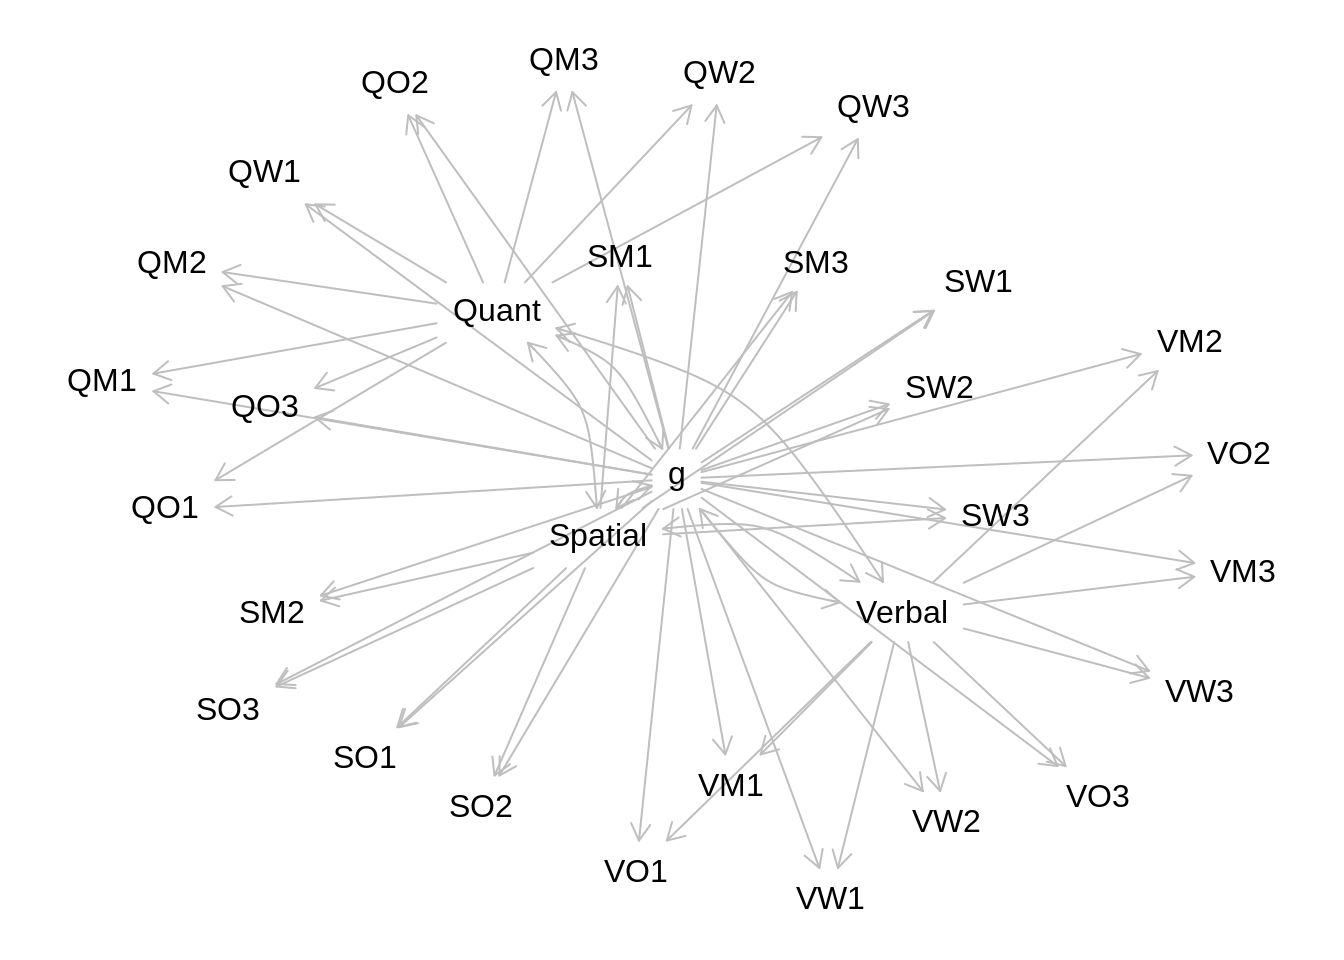 QM3
QW2
QO2
QW3
QW1
SM1
QM2
SM3
SW1
Quant
VM2
QM1
SW2
QO3
VO2
g
QO1
SW3
Spatial
VM3
SM2
Verbal
VW3
SO3
SO1
VM1
VO3
SO2
VW2
VO1
VW1